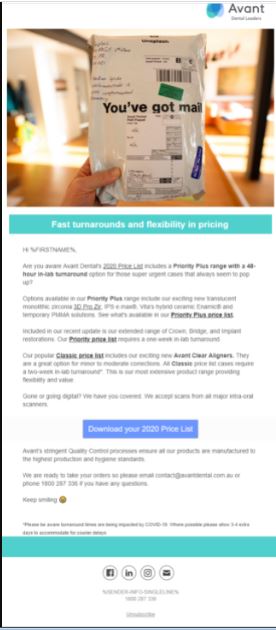 Avant
Dental Leaders
Unsplash
You've got mail
Fast turnarounds and flexibility in pricing
Hi %FIRSTNAME%,
Are you aware Avant Dental's 2020 Price List includes a Priority Plus range with a 48-
hour in-lab turnaround option for those super urgent cases that always seem to pop
up?
Options available in our Priority Plus range include our exciting new translucent
monolithic zirconia 3D Pro Zir, IPS e.max®, Vita's hybrid ceramic Enamic® and
temporary PMMA solutions. See what's available in our Priority Plus price list.
Included in our recent update is our extended range of Crown, Bridge, and Implant
restorations. Our Priority price list requires a one-week in-lab turnaround
Our popular Classic price list includes our exciting new Avant Clear Aligners. They
are a great option for minor to moderate corrections. All Classic price list cases require
a two-week in-lab turnaround*. This is our most extensive product range providing
flexibility and value
Gone or going digital? We have you covered. We accept scans from all major intra-oral
scanners.
Download your 2020 Price List
Avant's stringent Quality Control processes ensure all our products are manufactured to
the highest production and hygiene standards.
We are ready to take your orders so please email contact@avantdental.com.au or
phone 1800 287 336 if you have any questions.
Keep smiling
*Please be aware turnaround times are being impacted by COVID-19. Where possible please allow 3-4 extra
days to accommodate for courier delays
%SENDER-INFO-SINGLELINE%
1800 287 336
Unsubscribe